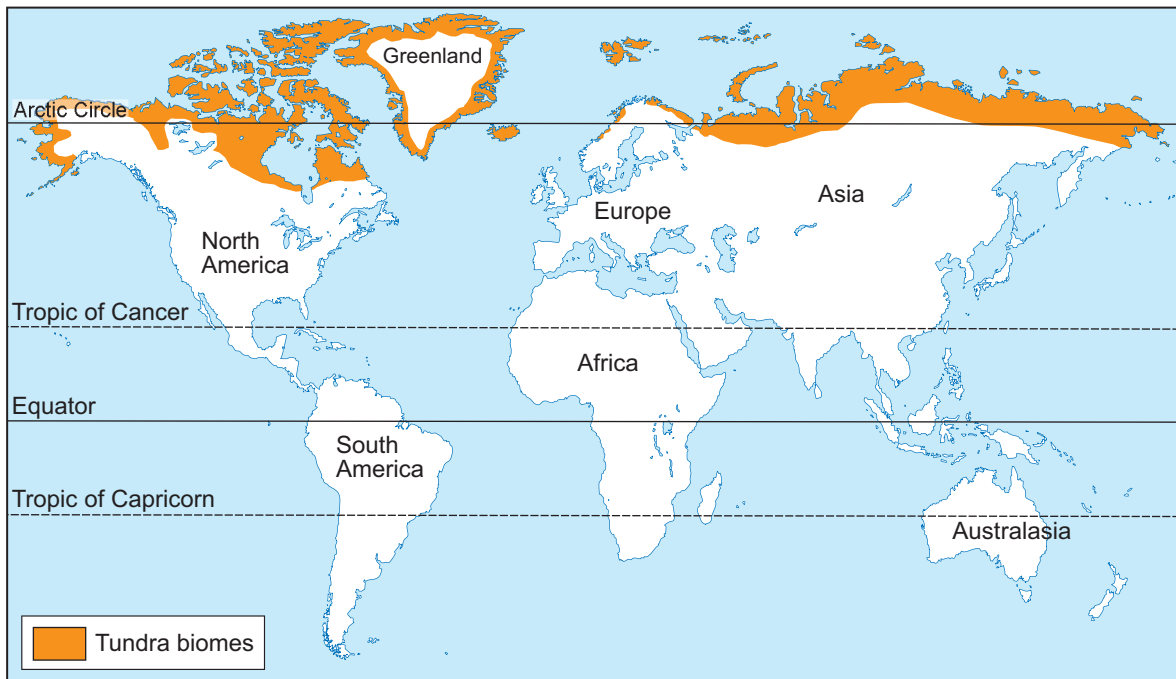 Greenland
Arctic Circle
Asia
Europe
North
America
Tropic of Cancer
Africa
Equator
South
America
Tropic of Capricorn
Australasia
Tundra biomes